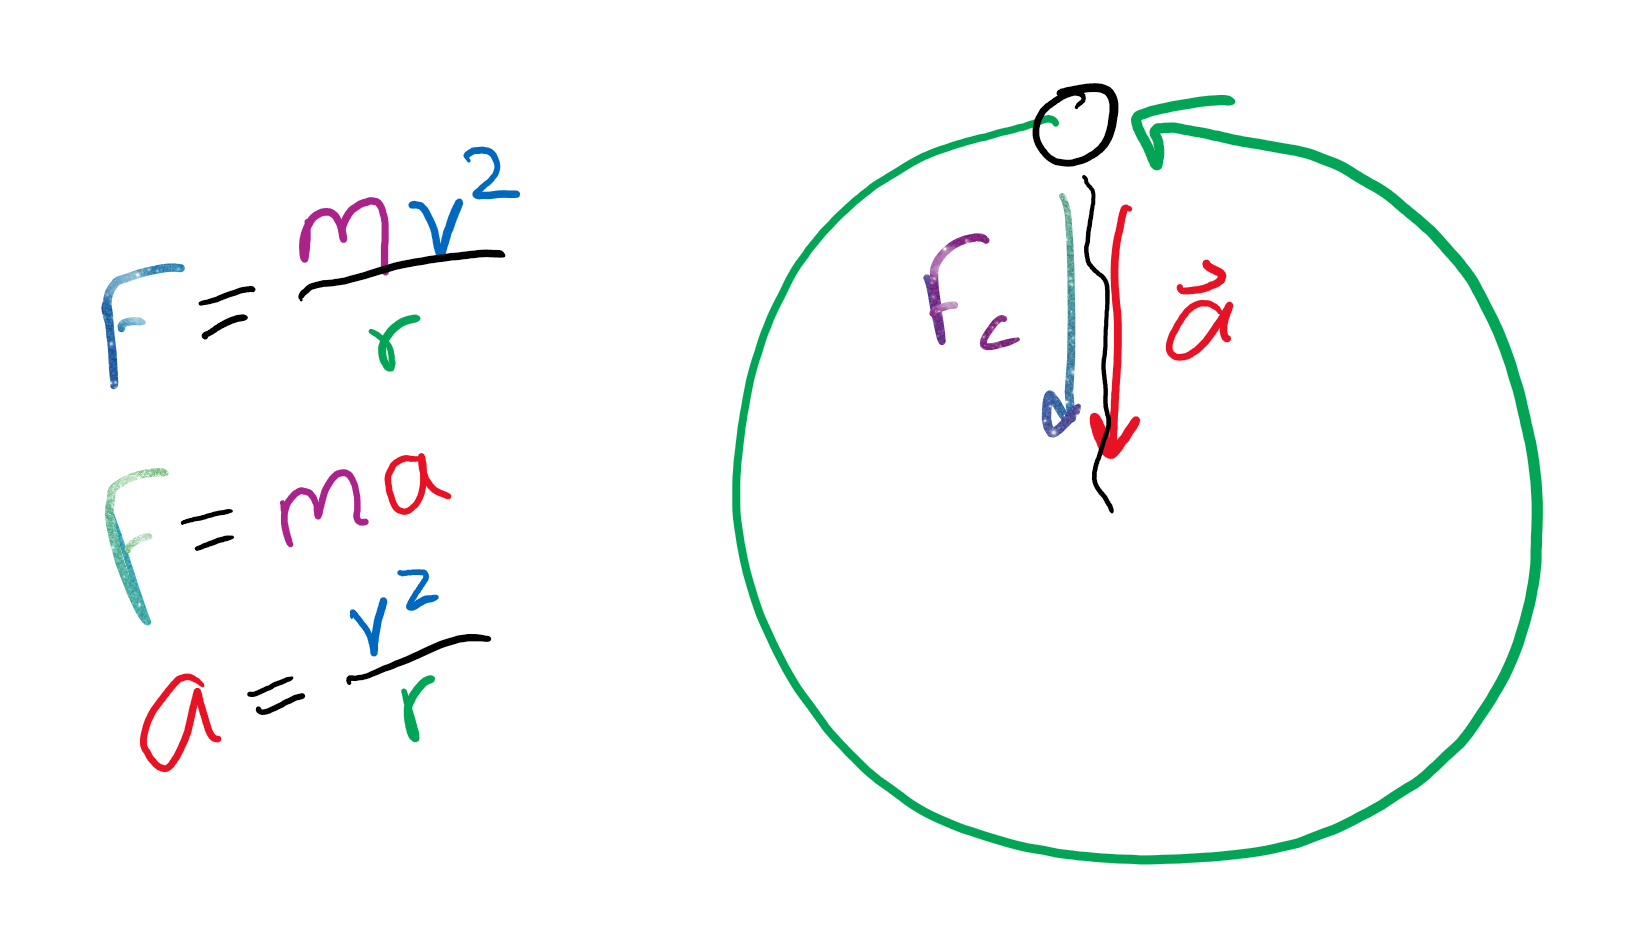 F = mv²/r
F = ma
a = v²/r
Fc
a⃗